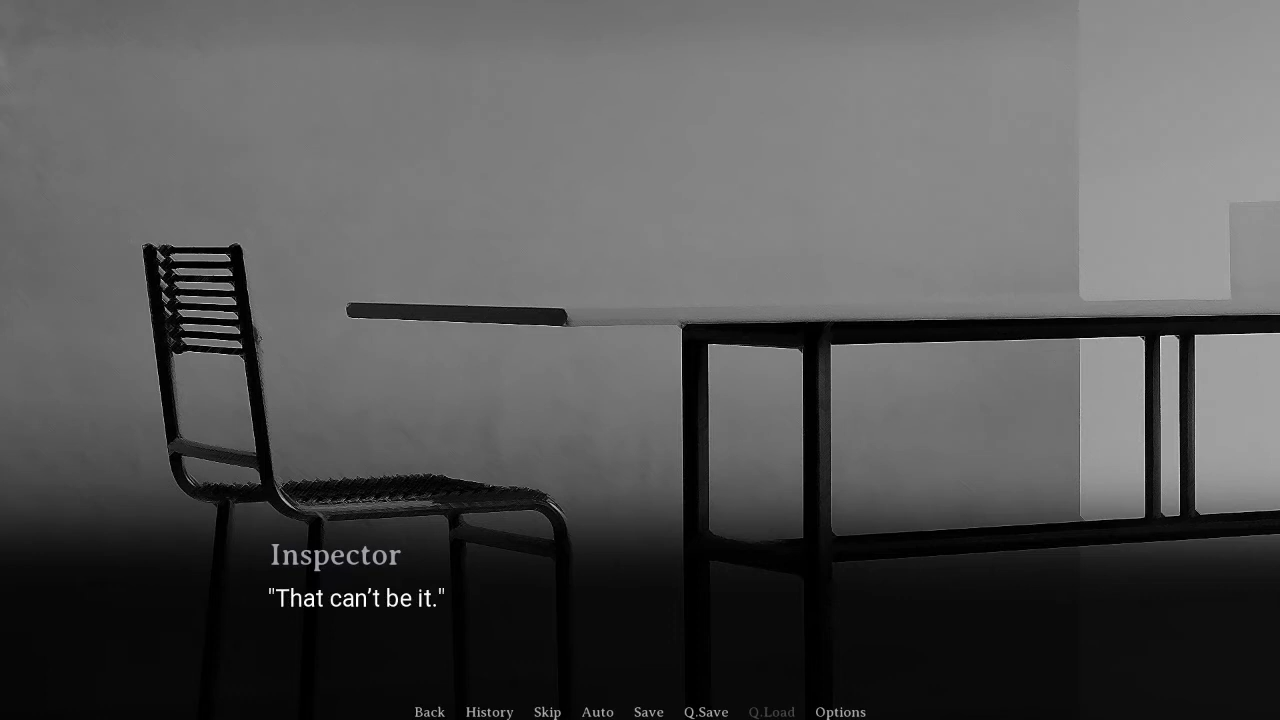 Inspector
"That can’t be it."
Back History Skip Auto Save Q.Save Q.Load Options